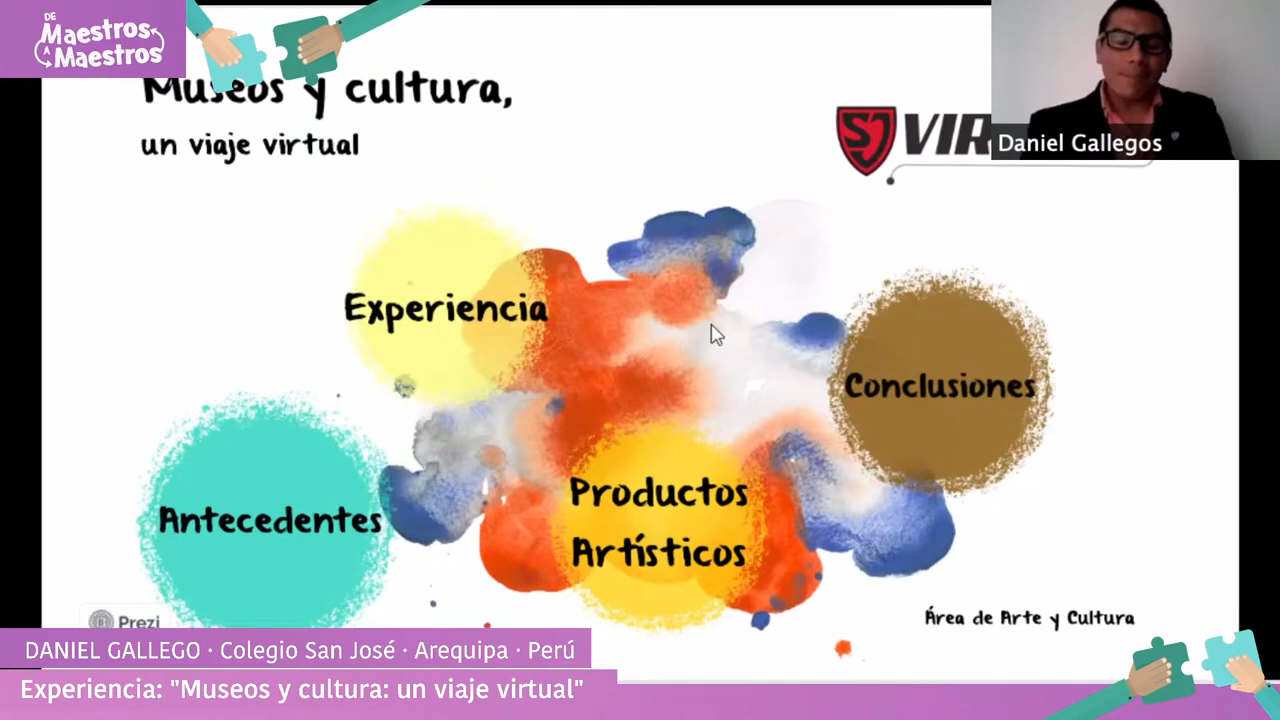 DE
Maestros
A
Maestros
Museos y cultura,
un viaje virtual
SJ VIR
Daniel Gallegos
Experiencia
Conclusiones
Antecedentes
Productos
Artísticos
Prezi
Área de Arte y Cultura
DANIEL GALLEGO · Colegio San José · Arequipa · Perú
Experiencia: "Museos y cultura: un viaje virtual"